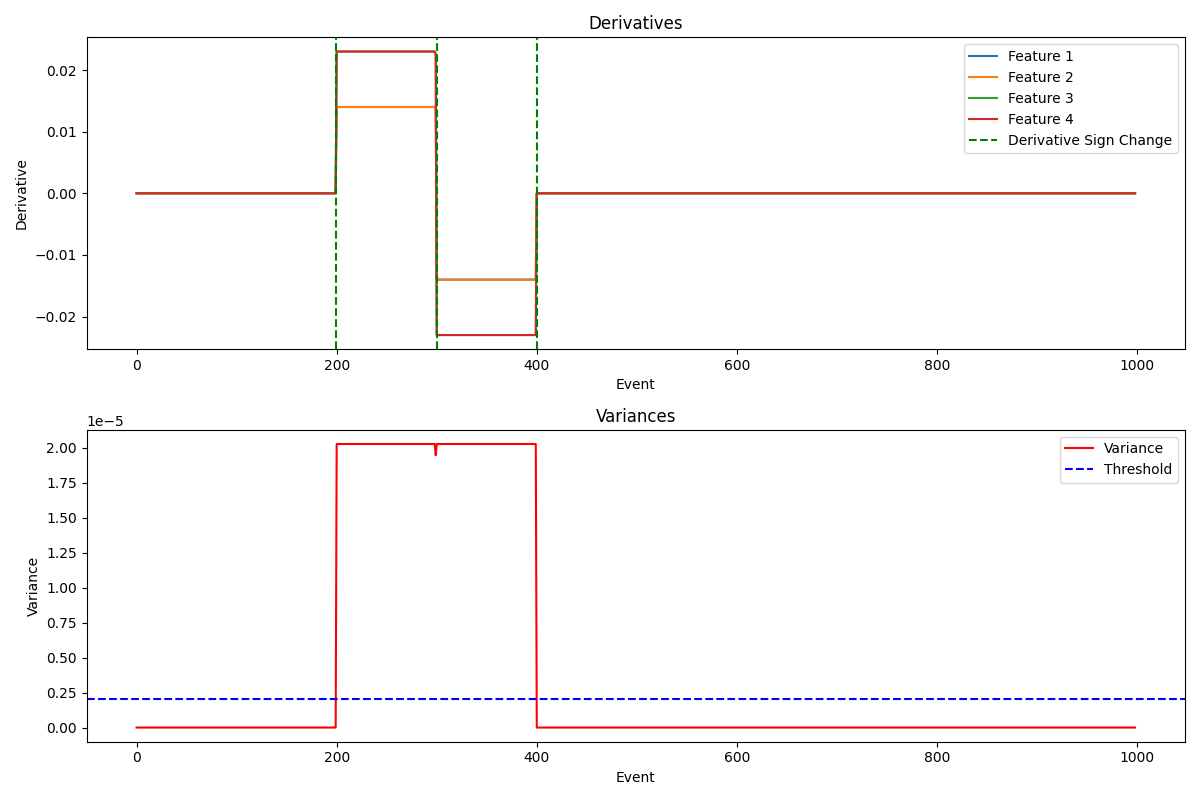 Derivatives
0.02
0.01
0.00
−0.01
−0.02
Derivative
Feature 1
Feature 2
Feature 3
Feature 4
Derivative Sign Change
0 200 400 600 800 1000
Event
Variances
1e−5
2.00
1.75
1.50
1.25
1.00
0.75
0.50
0.25
0.00
Variance
Variance
Threshold
0 200 400 600 800 1000
Event